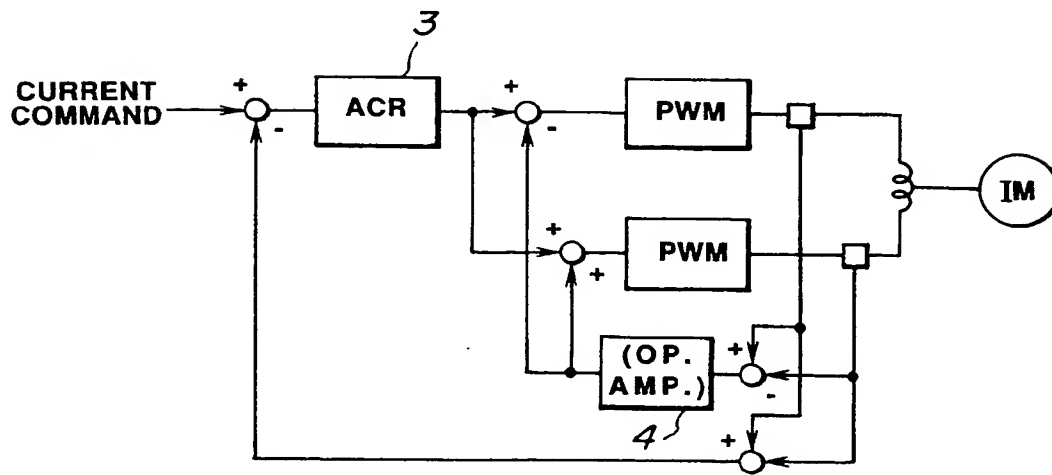 3
CURRENT
COMMAND
+
-
ACR
+
-
PWM
IM
+
+
PWM
(OP.
AMP.)
+
-
4
+